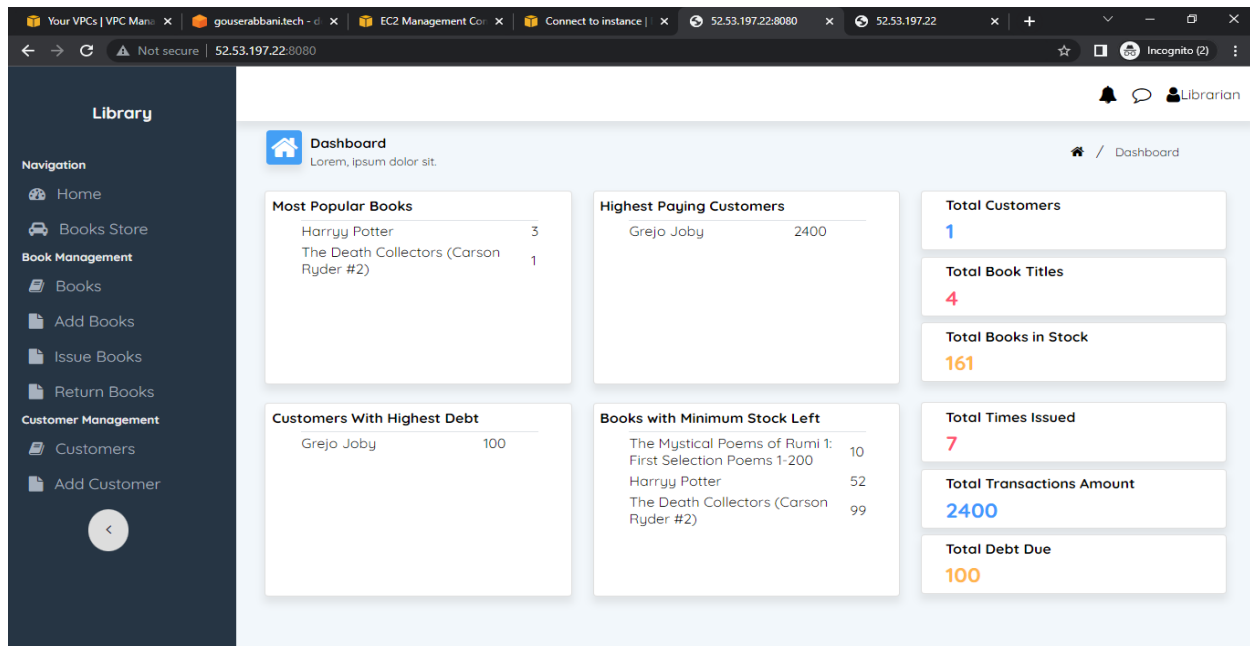 Your VPCs | VPC Mana
gouserabbani.tech - d
EC2 Management Con
Connect to instance |
52.53.197.22:8080
52.53.197.22
Not secure | 52.53.197.22:8080
Incognito (2)
Library
Navigation
Home
Books Store
Book Management
Books
Add Books
Issue Books
Return Books
Customer Management
Customers
Add Customer
Librarian
Dashboard
Lorem, ipsum dolor sit.
/ Dashboard
Most Popular Books
Harryy Potter 3
The Death Collectors (Carson
Ryder #2) 1
Highest Paying Customers
Grejo Joby 2400
Total Customers
1
Total Book Titles
4
Total Books in Stock
161
Customers With Highest Debt
Grejo Joby 100
Books with Minimum Stock Left
The Mystical Poems of Rumi 1:
First Selection Poems 1-200 10
Harryy Potter 52
The Death Collectors (Carson
Ryder #2) 99
Total Times Issued
7
Total Transactions Amount
2400
Total Debt Due
100